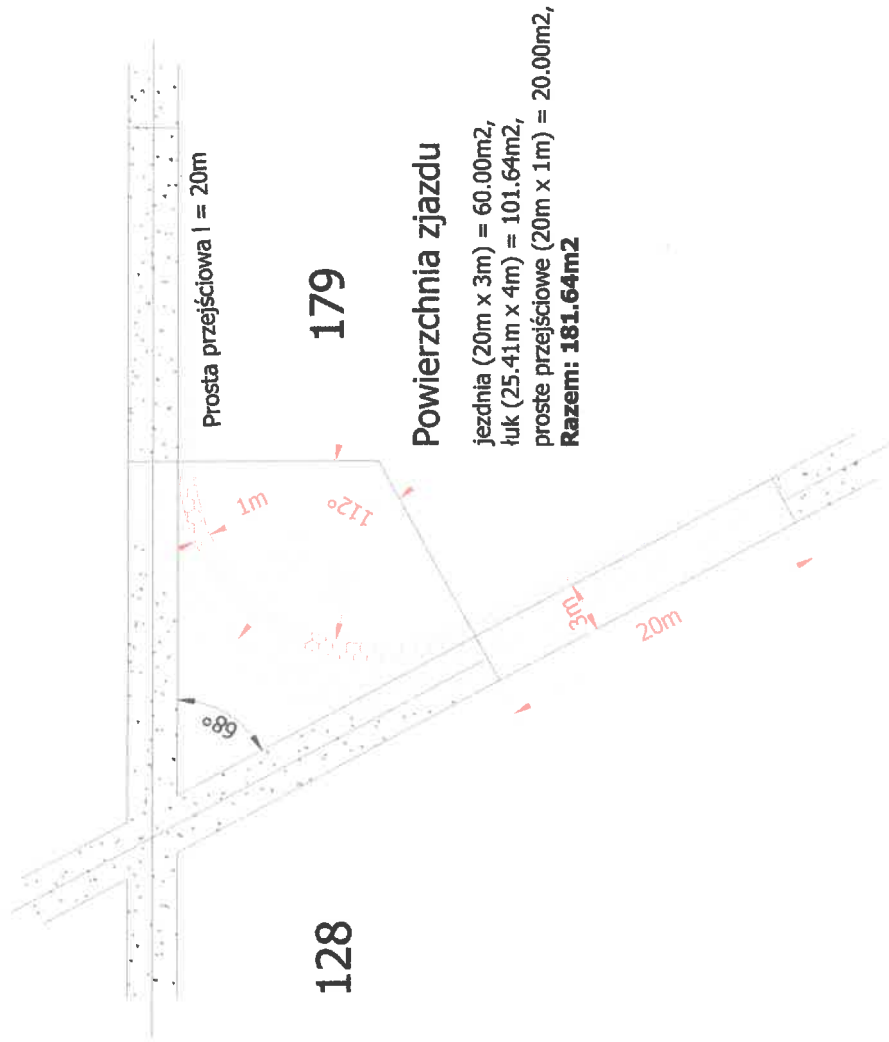 Prosta przejściowa l = 20m
179
128
Powierzchnia zjazdu
jezdnia (20m x 3m) = 60.00m2,
łuk (25.41m x 4m) = 101.64m2,
proste przejściowe (20m x 1m) = 20.00m2,
Razem: 181.64m2
1m
112°
68°
3m
20m